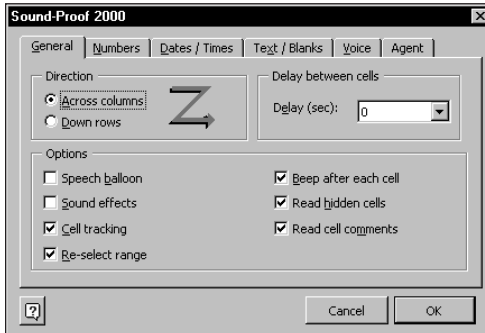 Sound-Proof 2000
General Numbers Dates / Times Text / Blanks Voice Agent
Direction
Across columns
Down rows
Delay between cells
Delay (sec): 0
Options
Speech balloon
Sound effects
Cell tracking
Re-select range
Beep after each cell
Read hidden cells
Read cell comments
Cancel OK